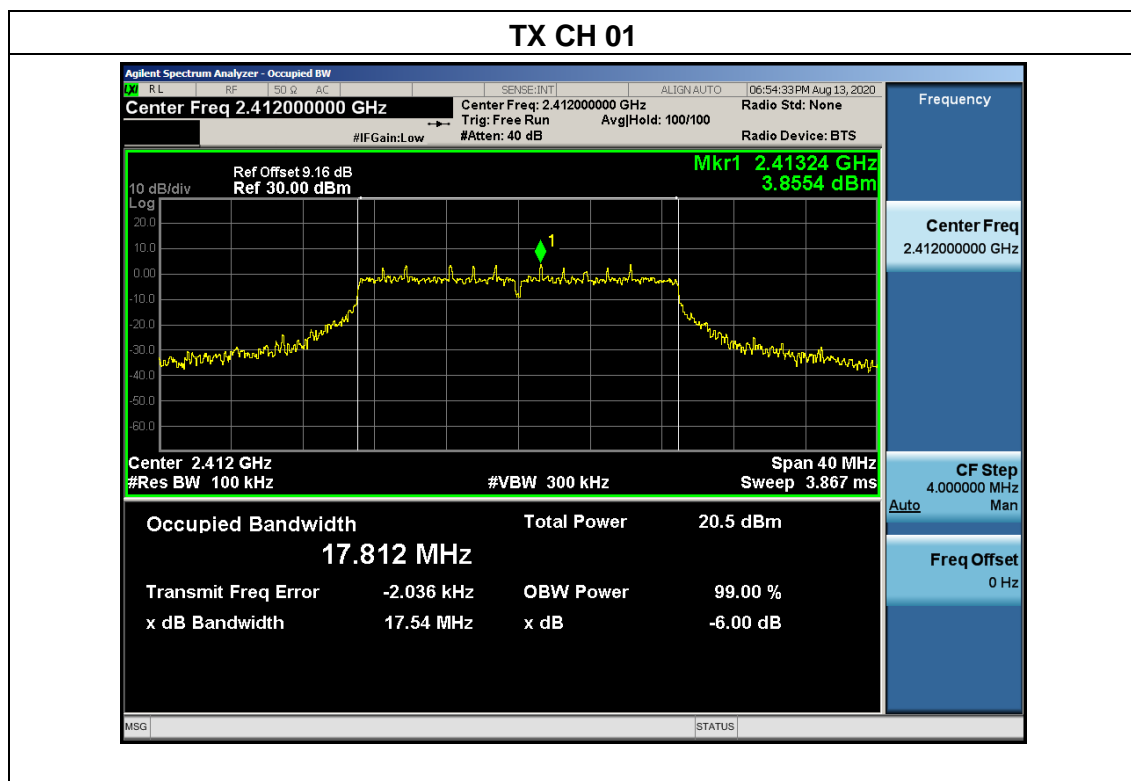 TX CH 01
Agilent Spectrum Analyzer - Occupied BW
LXI RL RF 50 Ω AC SENSE:INT ALIGN AUTO 06:54:33 PM Aug 13, 2020
Center Freq 2.412000000 GHz
Center Freq: 2.412000000 GHz
Radio Std: None
Trig: Free Run Avg|Hold: 100/100
#IFGain:Low
#Atten: 40 dB
Radio Device: BTS
Mkr1 2.41324 GHz
3.8554 dBm
Ref Offset 9.16 dB
10 dB/div Ref 30.00 dBm
Log
20.0
10.0
1
0.00
-10.0
-20.0
-30.0
-40.0
-50.0
-60.0
Center 2.412 GHz Span 40 MHz
#Res BW 100 kHz #VBW 300 kHz Sweep 3.867 ms
Occupied Bandwidth Total Power 20.5 dBm
17.812 MHz
Transmit Freq Error -2.036 kHz OBW Power 99.00 %
x dB Bandwidth 17.54 MHz x dB -6.00 dB
Frequency
Center Freq
2.412000000 GHz
CF Step
4.000000 MHz
Auto Man
Freq Offset
0 Hz
MSG STATUS